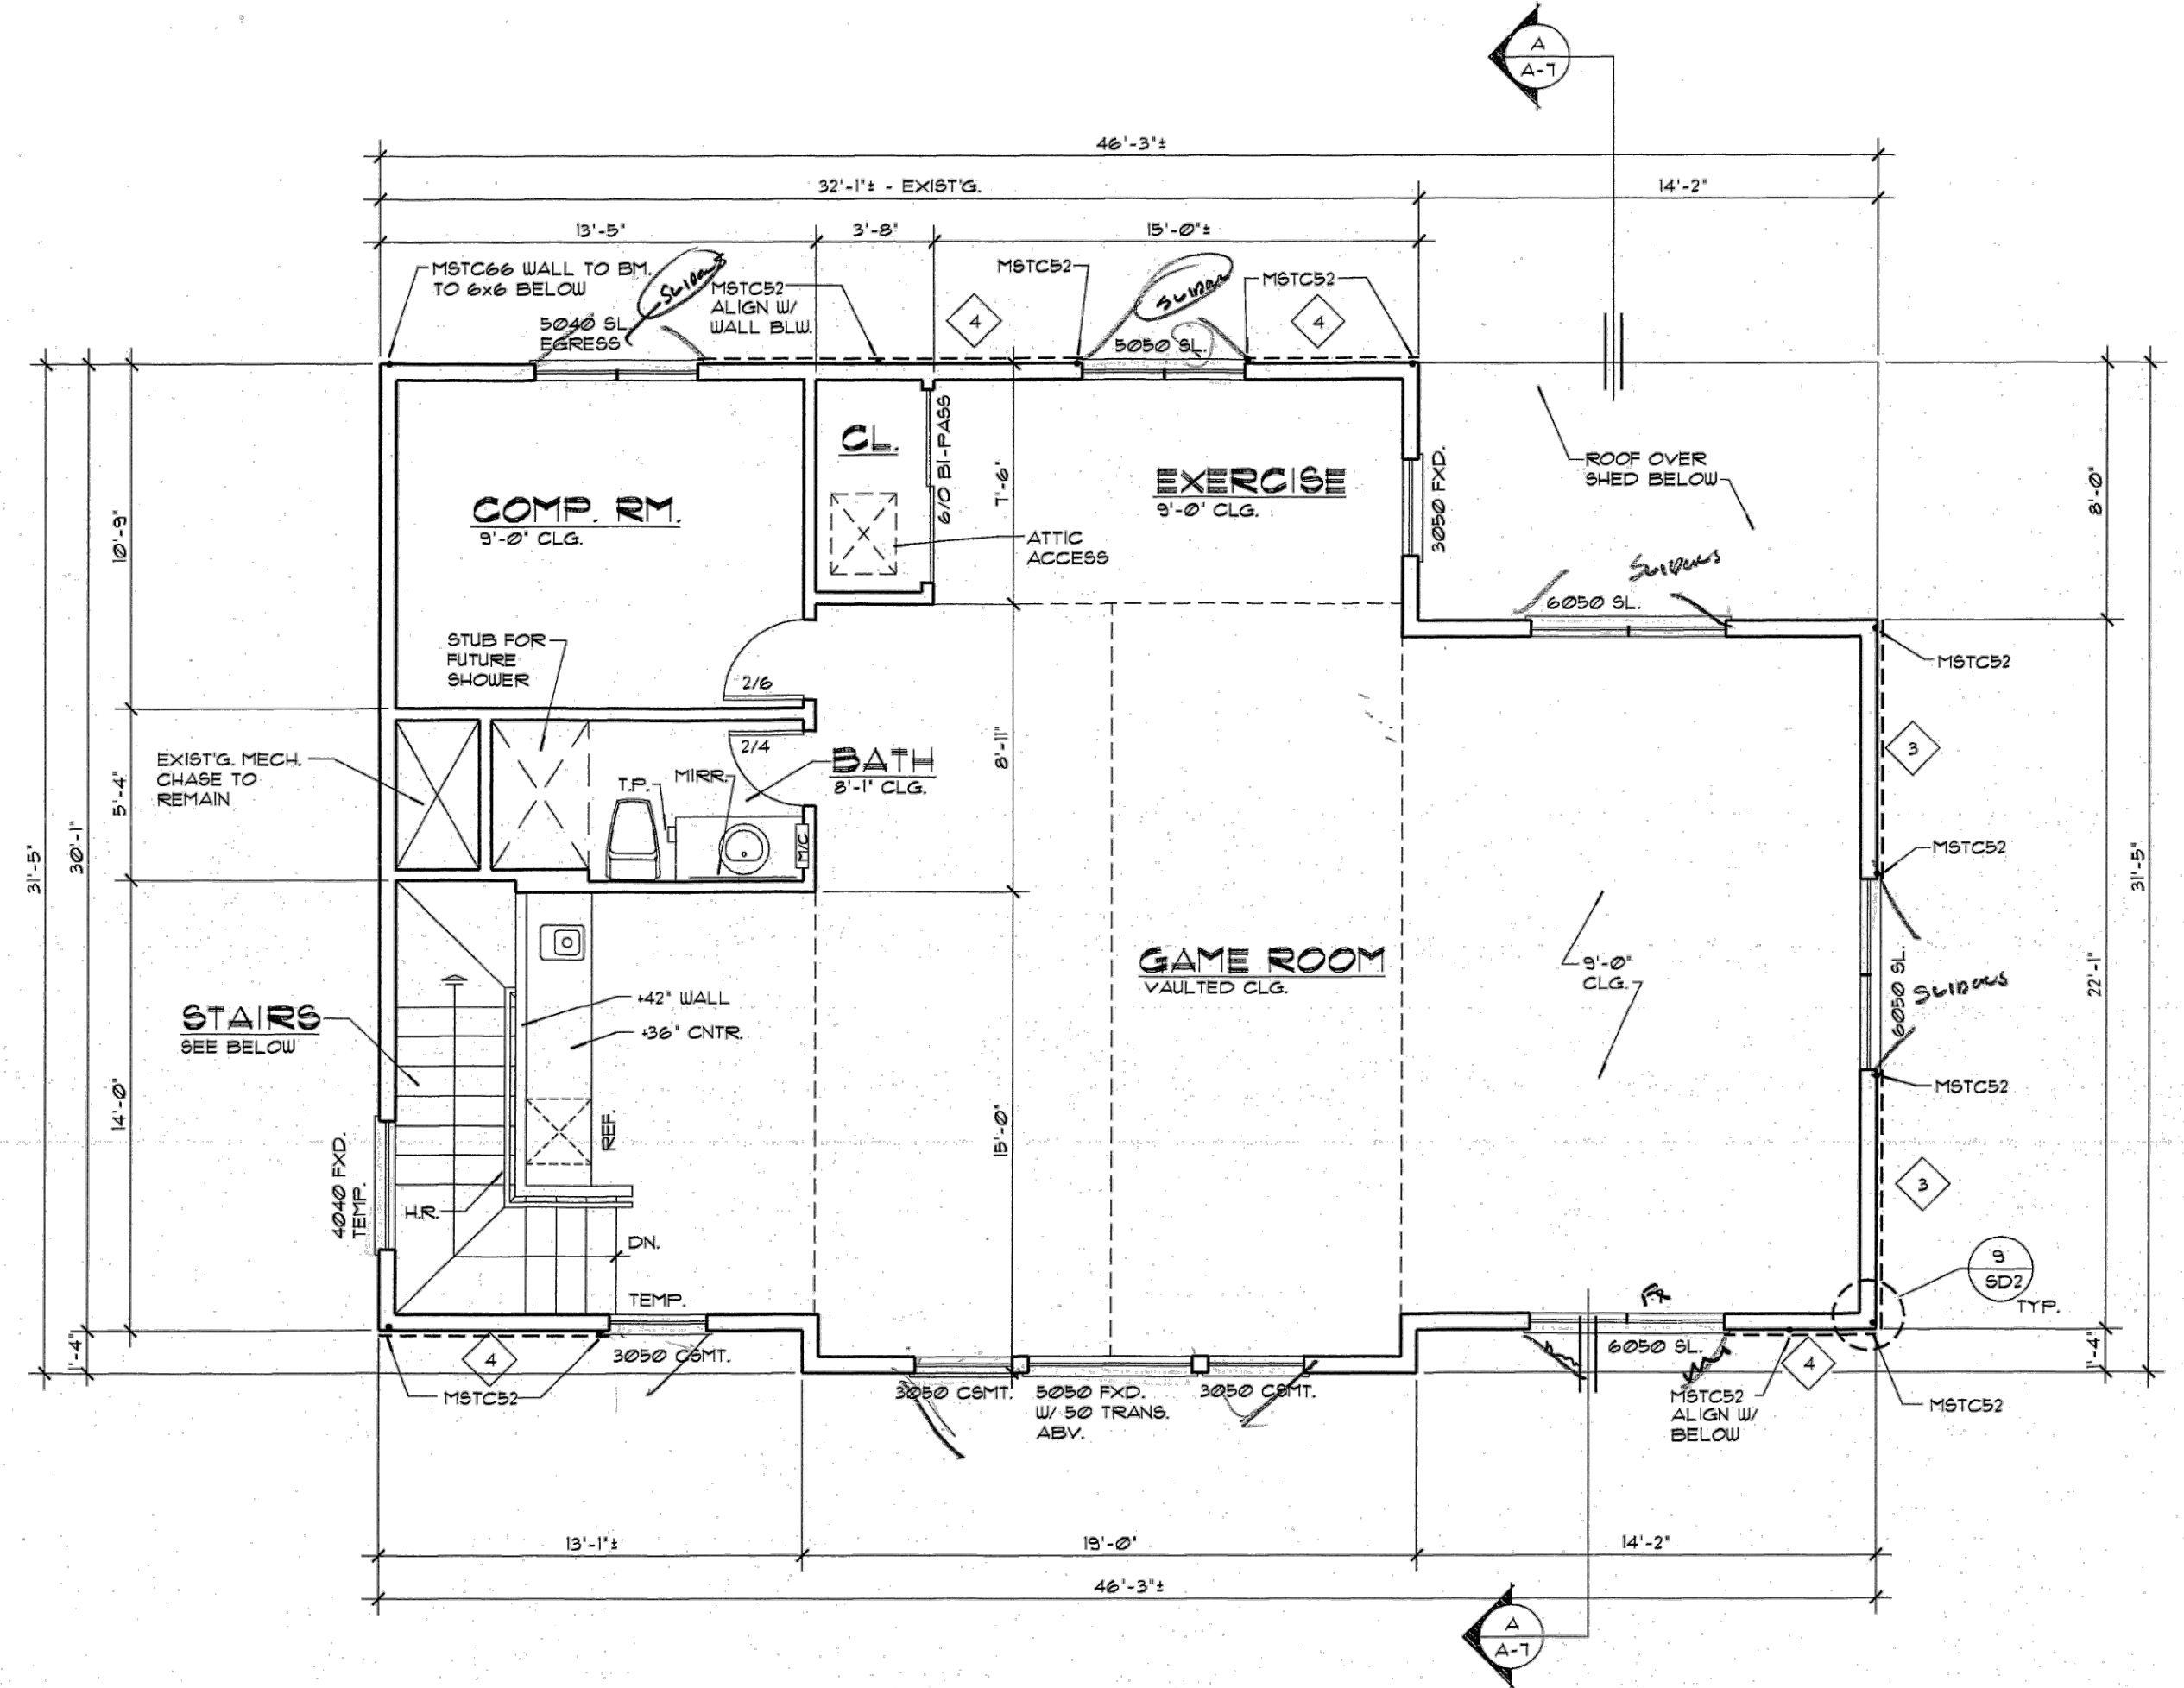 A
A-7
46'-3"±
32'-1"± - EXIST'G.
14'-2"
13'-5"
3'-8"
15'-0"±
MSTC66 WALL TO BM.
TO 6x6 BELOW
SLIDERS
MSTC52
ALIGN W/
WALL BLW.
5040 SL.
EGRESS
MSTC52
SLIDERS
MSTC52
4
4
5050 SL.
CL.
6/0 BI-PASS
7'-6"
EXERCISE
9'-0" CLG.
3050 FXD.
ROOF OVER
SHED BELOW
8'-0"
COMP. RM.
9'-0" CLG.
10'-9"
ATTIC
ACCESS
SLIDERS
6050 SL.
STUB FOR
FUTURE
SHOWER
2/6
MSTC52
3
2/4
BATH
8'-1" CLG.
8'-11"
EXIST'G. MECH.
CHASE TO
REMAIN
T.P.
MIRR.
M/C
5'-4"
30'-1"
31'-5"
MSTC52
31'-5"
GAME ROOM
VAULTED CLG.
9'-0"
CLG.
6050 SL.
SLIDERS
22'-1"
STAIRS
SEE BELOW
+42" WALL
+36" CNTR.
14'-0"
15'-0"
REF.
MSTC52
4040 FXD.
TEMP.
H.R.
3
DN.
9
SD2
TYP.
TEMP.
1'-4"
4
3050 CSMT.
MSTC52
3050 CSMT.
5050 FXD.
W/ 50 TRANS.
ABV.
3050 CSMT.
6050 SL.
4
1'-4"
MSTC52
ALIGN W/
BELOW
MSTC52
13'-1"±
19'-0"
14'-2"
46'-3"±
A
A-7